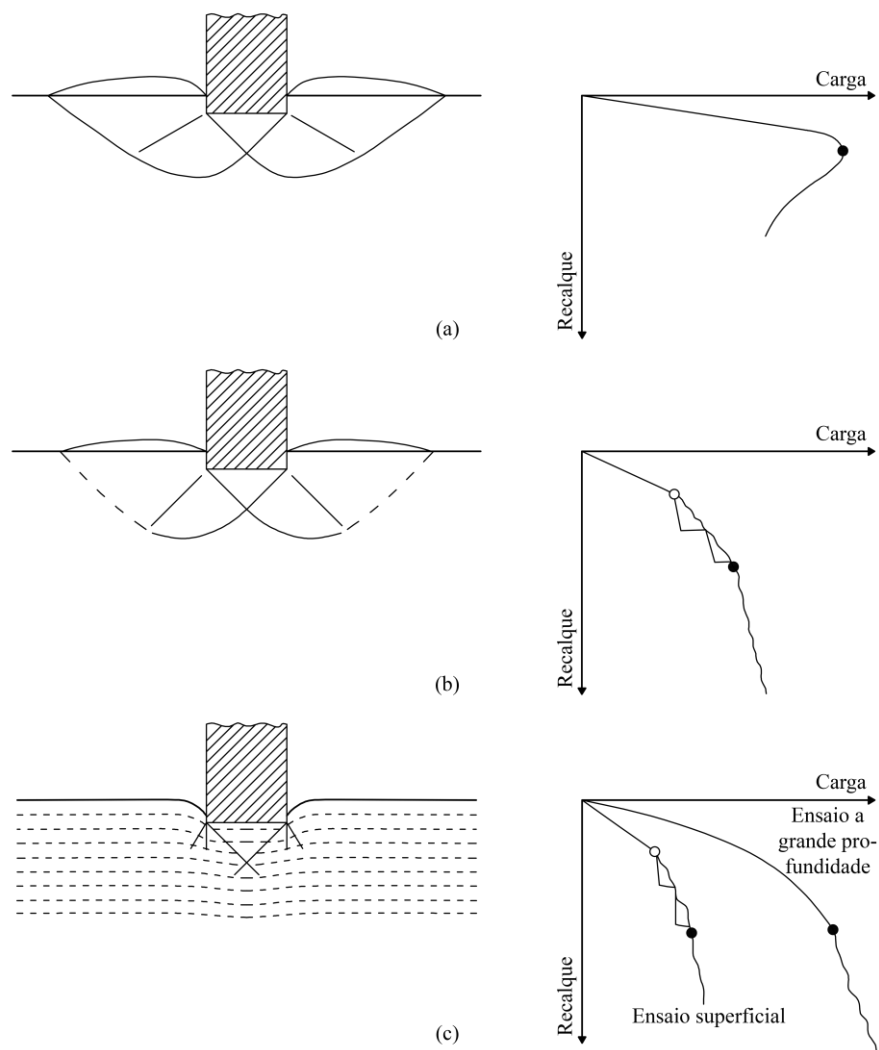 Carga
Recalque
(a)
Carga
Recalque
(b)
Carga
Ensaio a
grande pro-
fundidade
Recalque
Ensaio superficial
(c)